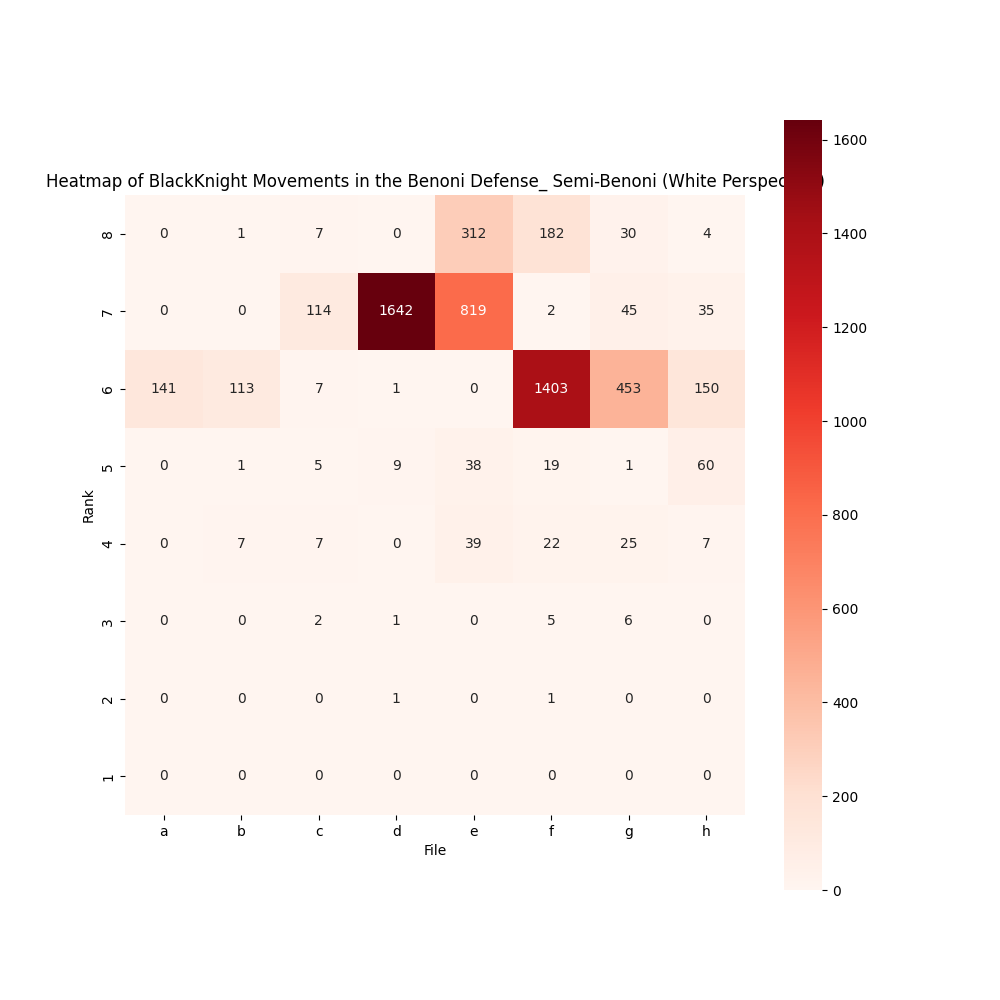 Heatmap of BlackKnight Movements in the Benoni Defense_ Semi-Benoni (White Perspec    )
8 0 1 7 0 312 182 30 4
7 0 0 114 1642 819 2 45 35
6 141 113 7 1 0 1403 453 150
5 0 1 5 9 38 19 1 60
Rank
4 0 7 7 0 39 22 25 7
3 0 0 2 1 0 5 6 0
2 0 0 0 1 0 1 0 0
1 0 0 0 0 0 0 0 0
a b c d e f g h
File
1600
1400
1200
1000
800
600
400
200
0